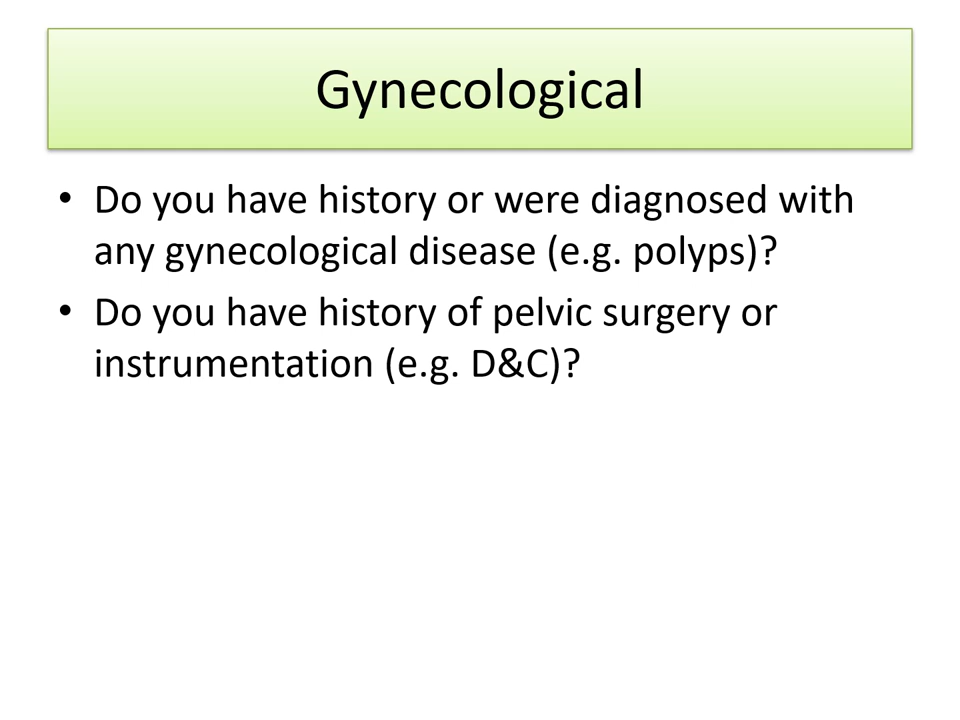 Gynecological
• Do you have history or were diagnosed with
any gynecological disease (e.g. polyps)?
• Do you have history of pelvic surgery or
instrumentation (e.g. D&C)?